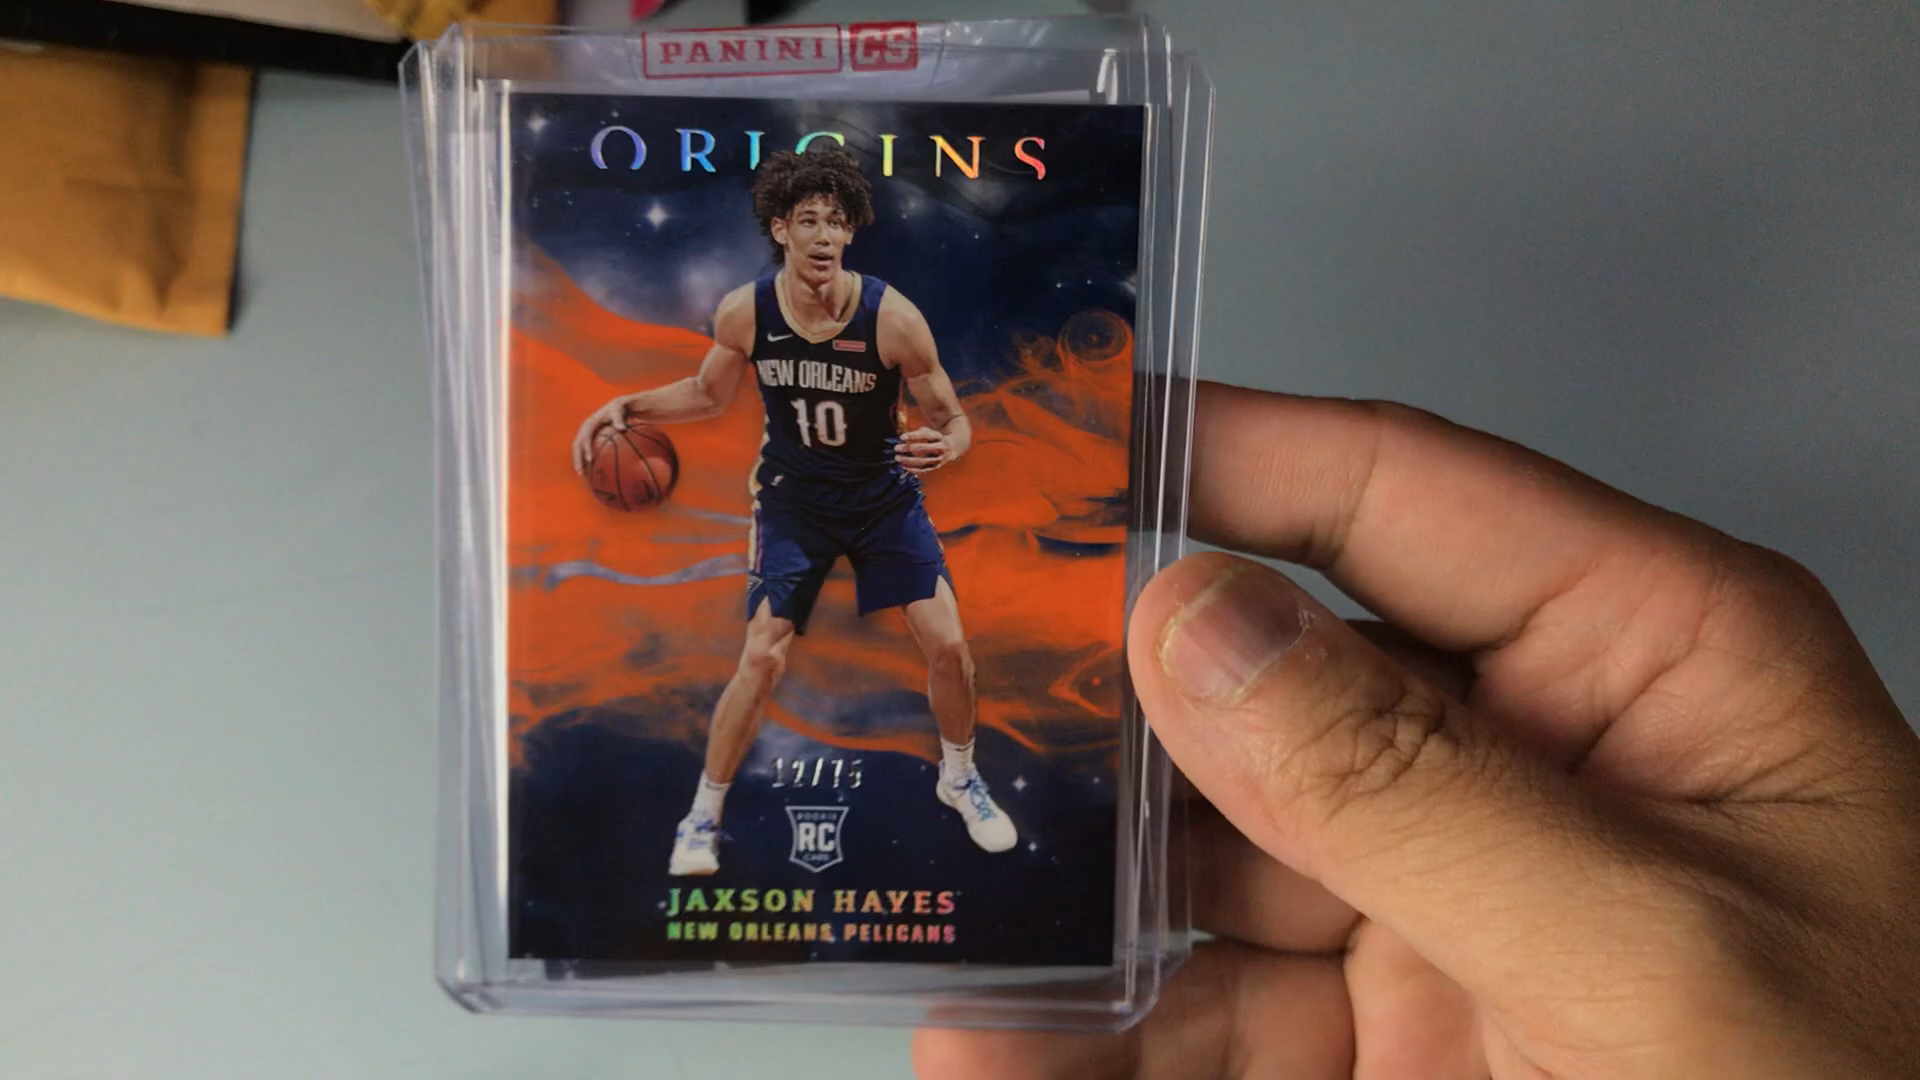 PANINI CS
ORIGINS
NEW ORLEANS
10
12/75
ROOKIE
RC
CARD
JAXSON HAYES
NEW ORLEANS PELICANS